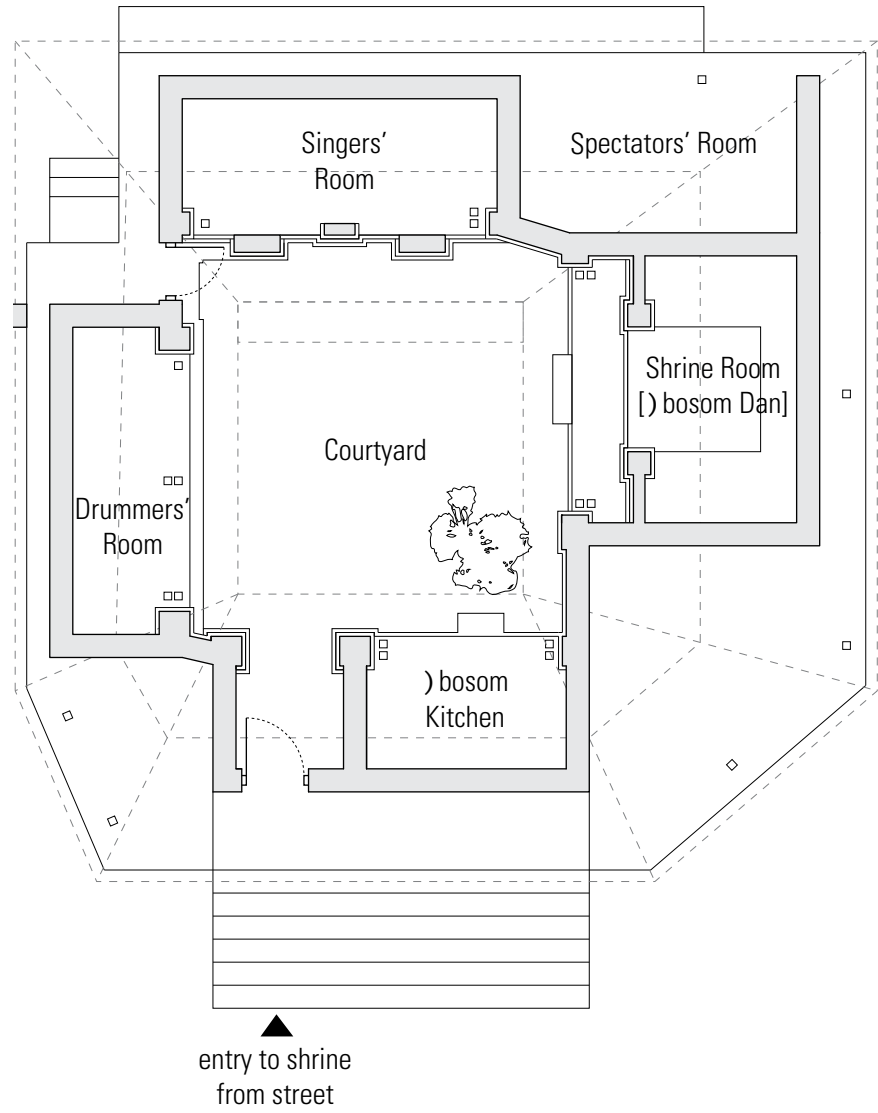 Singers’
Room
Spectators’ Room
Shrine Room
[) bosom Dan]
Courtyard
Drummers’
Room
) bosom
Kitchen
entry to shrine
from street